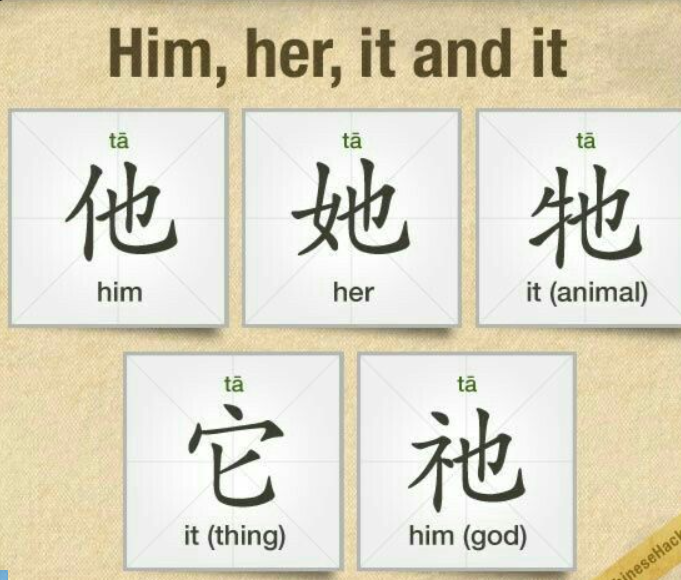 Him, her, it and it
tā
他
him
tā
她
her
tā
牠
it (animal)
tā
它
it (thing)
tā
祂
him (god)